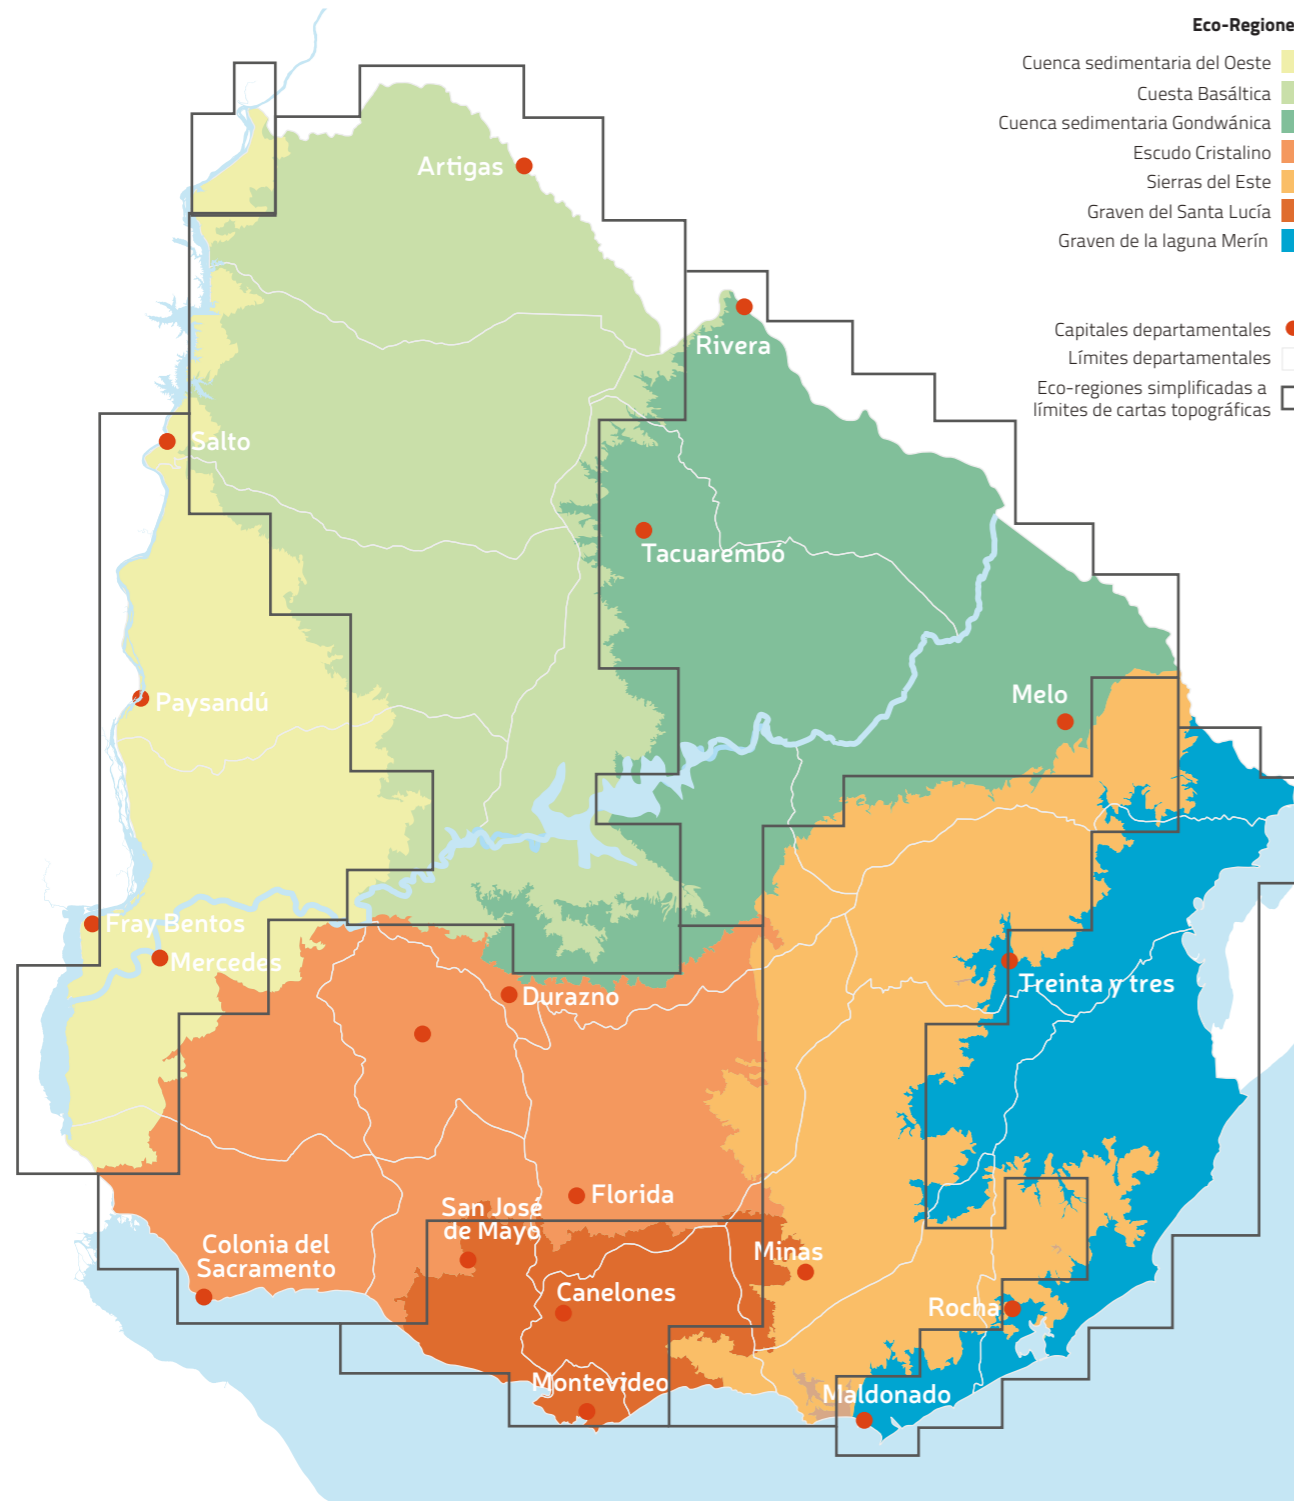 Eco-Regione
Cuenca sedimentaria del Oeste
Cuesta Basáltica
Cuenca sedimentaria Gondwánica
Escudo Cristalino
Sierras del Este
Graven del Santa Lucía
Graven de la laguna Merín
Capitales departamentales
Límites departamentales
Eco-regiones simplificadas a
límites de cartas topográficas
Artigas
Rivera
Salto
Tacuarembó
Paysandú
Melo
Fray Bentos
Mercedes
Durazno
Treinta y tres
Florida
San José
de Mayo
Colonia del
Sacramento
Minas
Canelones
Rocha
Montevideo
Maldonado